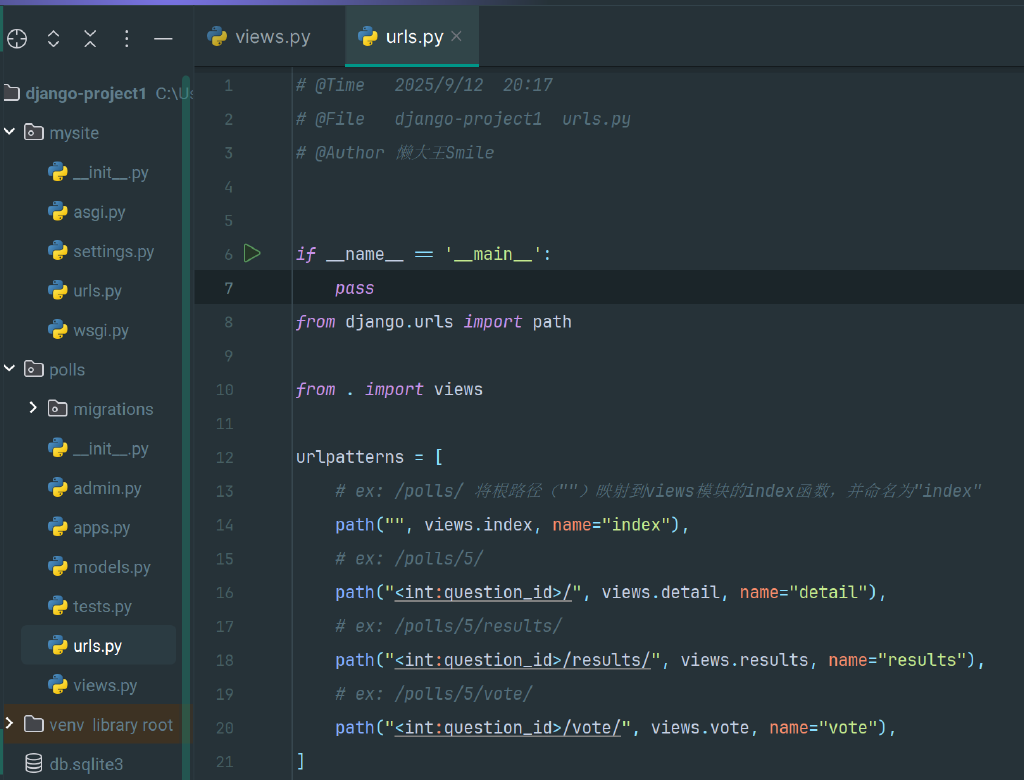 views.py
urls.py
django-project1 C:\Us
mysite
__init__.py
asgi.py
settings.py
urls.py
wsgi.py
polls
migrations
__init__.py
admin.py
apps.py
models.py
tests.py
urls.py
views.py
venv library root
db.sqlite3
1 # @Time   2025/9/12  20:17
2 # @File   django-project1  urls.py
3 # @Author 懒大王Smile
4
5
6 if __name__ == '__main__':
7     pass
8 from django.urls import path
9
10 from . import views
11
12 urlpatterns = [
13     # ex: /polls/ 将根路径（""）映射到views模块的index函数，并命名为"index"
14     path("", views.index, name="index"),
15     # ex: /polls/5/
16     path("<int:question_id>/", views.detail, name="detail"),
17     # ex: /polls/5/results/
18     path("<int:question_id>/results/", views.results, name="results"),
19     # ex: /polls/5/vote/
20     path("<int:question_id>/vote/", views.vote, name="vote"),
21 ]